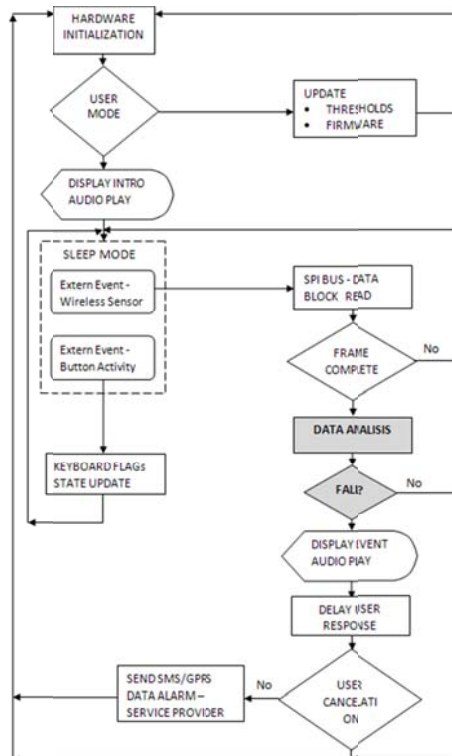 HARDWARE
INITIALIZATION
USER
MODE
UPDATE
• THRESHOLDS
• FIRMWARE
DISPLAY INTRO
AUDIO PLAY
SLEEP MODE
Extern Event -
Wireless Sensor
SPI BUS - DATA
BLOCK READ
Extern Event -
Button Activity
FRAME
COMPLETE
No
DATA ANALISIS
KEYBOARD FLAGS
STATE UPDATE
FALL?
No
DISPLAY EVENT
AUDIO PLAY
DELAY USER
RESPONSE
SEND SMS/GPRS
DATA ALARM –
SERVICE PROVIDER
No
USER
CANCELATI
ON